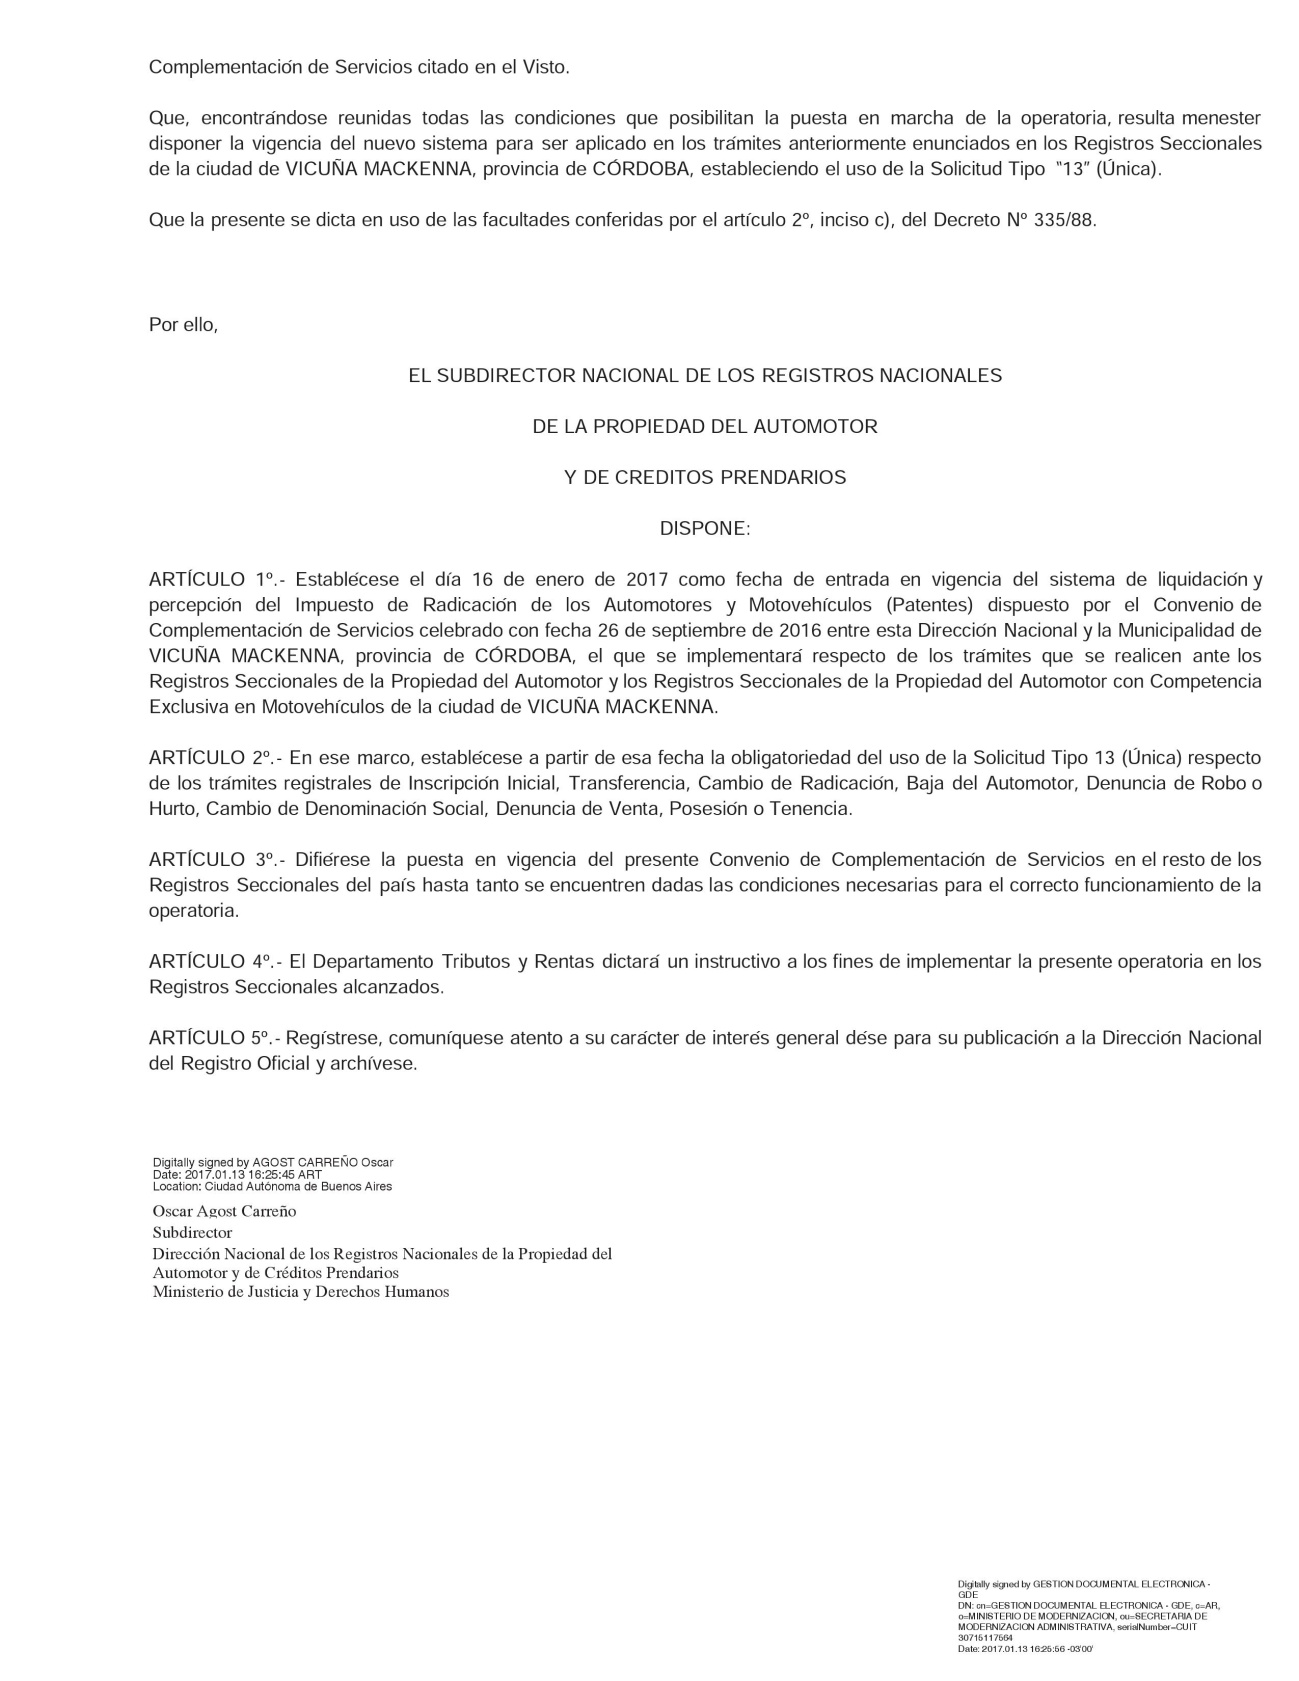 Complementación de Servicios citado en el Visto.
Que, encontrándose reunidas todas las condiciones que posibilitan la puesta en marcha de la operatoria, resulta menester
disponer la vigencia del nuevo sistema para ser aplicado en los trámites anteriormente enunciados en los Registros Seccionales
de la ciudad de VICUÑA MACKENNA, provincia de CÓRDOBA, estableciendo el uso de la Solicitud Tipo “13” (Única).
Que la presente se dicta en uso de las facultades conferidas por el artículo 2º, inciso c), del Decreto Nº 335/88.
Por ello,
EL SUBDIRECTOR NACIONAL DE LOS REGISTROS NACIONALES
DE LA PROPIEDAD DEL AUTOMOTOR
Y DE CREDITOS PRENDARIOS
DISPONE:
ARTÍCULO 1º.- Establécese el día 16 de enero de 2017 como fecha de entrada en vigencia del sistema de liquidación y
percepción del Impuesto de Radicación de los Automotores y Motovehículos (Patentes) dispuesto por el Convenio de
Complementación de Servicios celebrado con fecha 26 de septiembre de 2016 entre esta Dirección Nacional y la Municipalidad de
VICUÑA MACKENNA, provincia de CÓRDOBA, el que se implementará respecto de los trámites que se realicen ante los
Registros Seccionales de la Propiedad del Automotor y los Registros Seccionales de la Propiedad del Automotor con Competencia
Exclusiva en Motovehículos de la ciudad de VICUÑA MACKENNA.
ARTÍCULO 2º.- En ese marco, establécese a partir de esa fecha la obligatoriedad del uso de la Solicitud Tipo 13 (Única) respecto
de los trámites registrales de Inscripción Inicial, Transferencia, Cambio de Radicación, Baja del Automotor, Denuncia de Robo o
Hurto, Cambio de Denominación Social, Denuncia de Venta, Posesión o Tenencia.
ARTÍCULO 3º.- Difiérese la puesta en vigencia del presente Convenio de Complementación de Servicios en el resto de los
Registros Seccionales del país hasta tanto se encuentren dadas las condiciones necesarias para el correcto funcionamiento de la
operatoria.
ARTÍCULO 4º.- El Departamento Tributos y Rentas dictará un instructivo a los fines de implementar la presente operatoria en los
Registros Seccionales alcanzados.
ARTÍCULO 5º.- Regístrese, comuníquese atento a su carácter de interés general dése para su publicación a la Dirección Nacional
del Registro Oficial y archívese.
Digitally signed by AGOST CARREÑO Oscar
Date: 2017.01.13 16:25:45 ART
Location: Ciudad Autónoma de Buenos Aires
Oscar Agost Carreño
Subdirector
Dirección Nacional de los Registros Nacionales de la Propiedad del
Automotor y de Créditos Prendarios
Ministerio de Justicia y Derechos Humanos
Digitally signed by GESTION DOCUMENTAL ELECTRONICA -
GDE
DN: cn=GESTION DOCUMENTAL ELECTRONICA - GDE, c=AR,
o=MINISTERIO DE MODERNIZACION, ou=SECRETARIA DE
MODERNIZACION ADMINISTRATIVA, serialNumber=CUIT
30715117564
Date: 2017.01.13 16:25:56 -03'00'